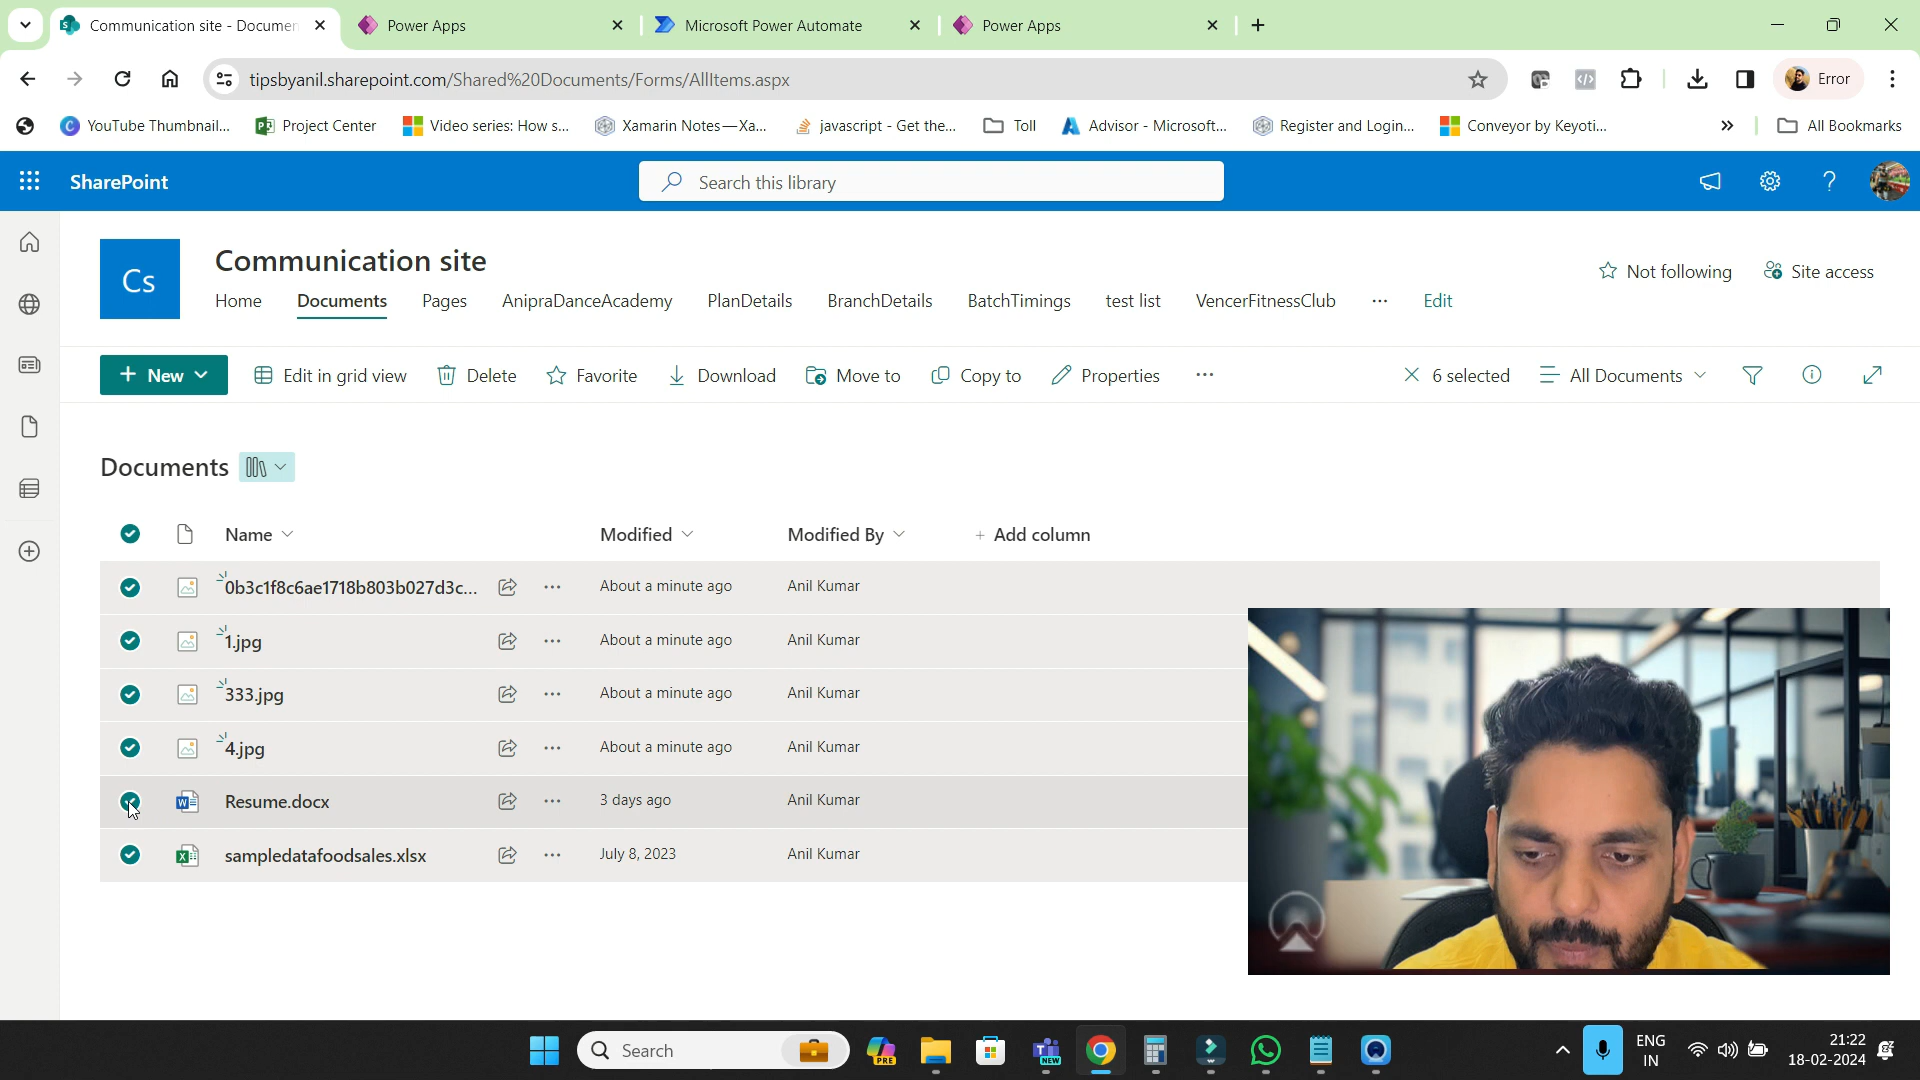 Communication site - Documen
Power Apps
Microsoft Power Automate
Power Apps
tipsbyanil.sharepoint.com/Shared%20Documents/Forms/AllItems.aspx
Error
YouTube Thumbnail...
Project Center
Video series: How s...
Xamarin Notes—Xa...
javascript - Get the...
Toll
Advisor - Microsoft...
Register and Login...
Conveyor by Keyoti...
All Bookmarks
SharePoint
Search this library
Cs
Communication site
Not following
Site access
Home
Documents
Pages
AnipraDanceAcademy
PlanDetails
BranchDetails
BatchTimings
test list
VencerFitnessClub
Edit
New
Edit in grid view
Delete
Favorite
Download
Move to
Copy to
Properties
6 selected
All Documents
Documents
Name
Modified
Modified By
Add column
0b3c1f8c6ae1718b803b027d3c...
About a minute ago
Anil Kumar
1.jpg
About a minute ago
Anil Kumar
333.jpg
About a minute ago
Anil Kumar
4.jpg
About a minute ago
Anil Kumar
Resume.docx
3 days ago
Anil Kumar
sampledatafoodsales.xlsx
July 8, 2023
Anil Kumar
Search
PRE
NEW
ENG
IN
21:22
18-02-2024